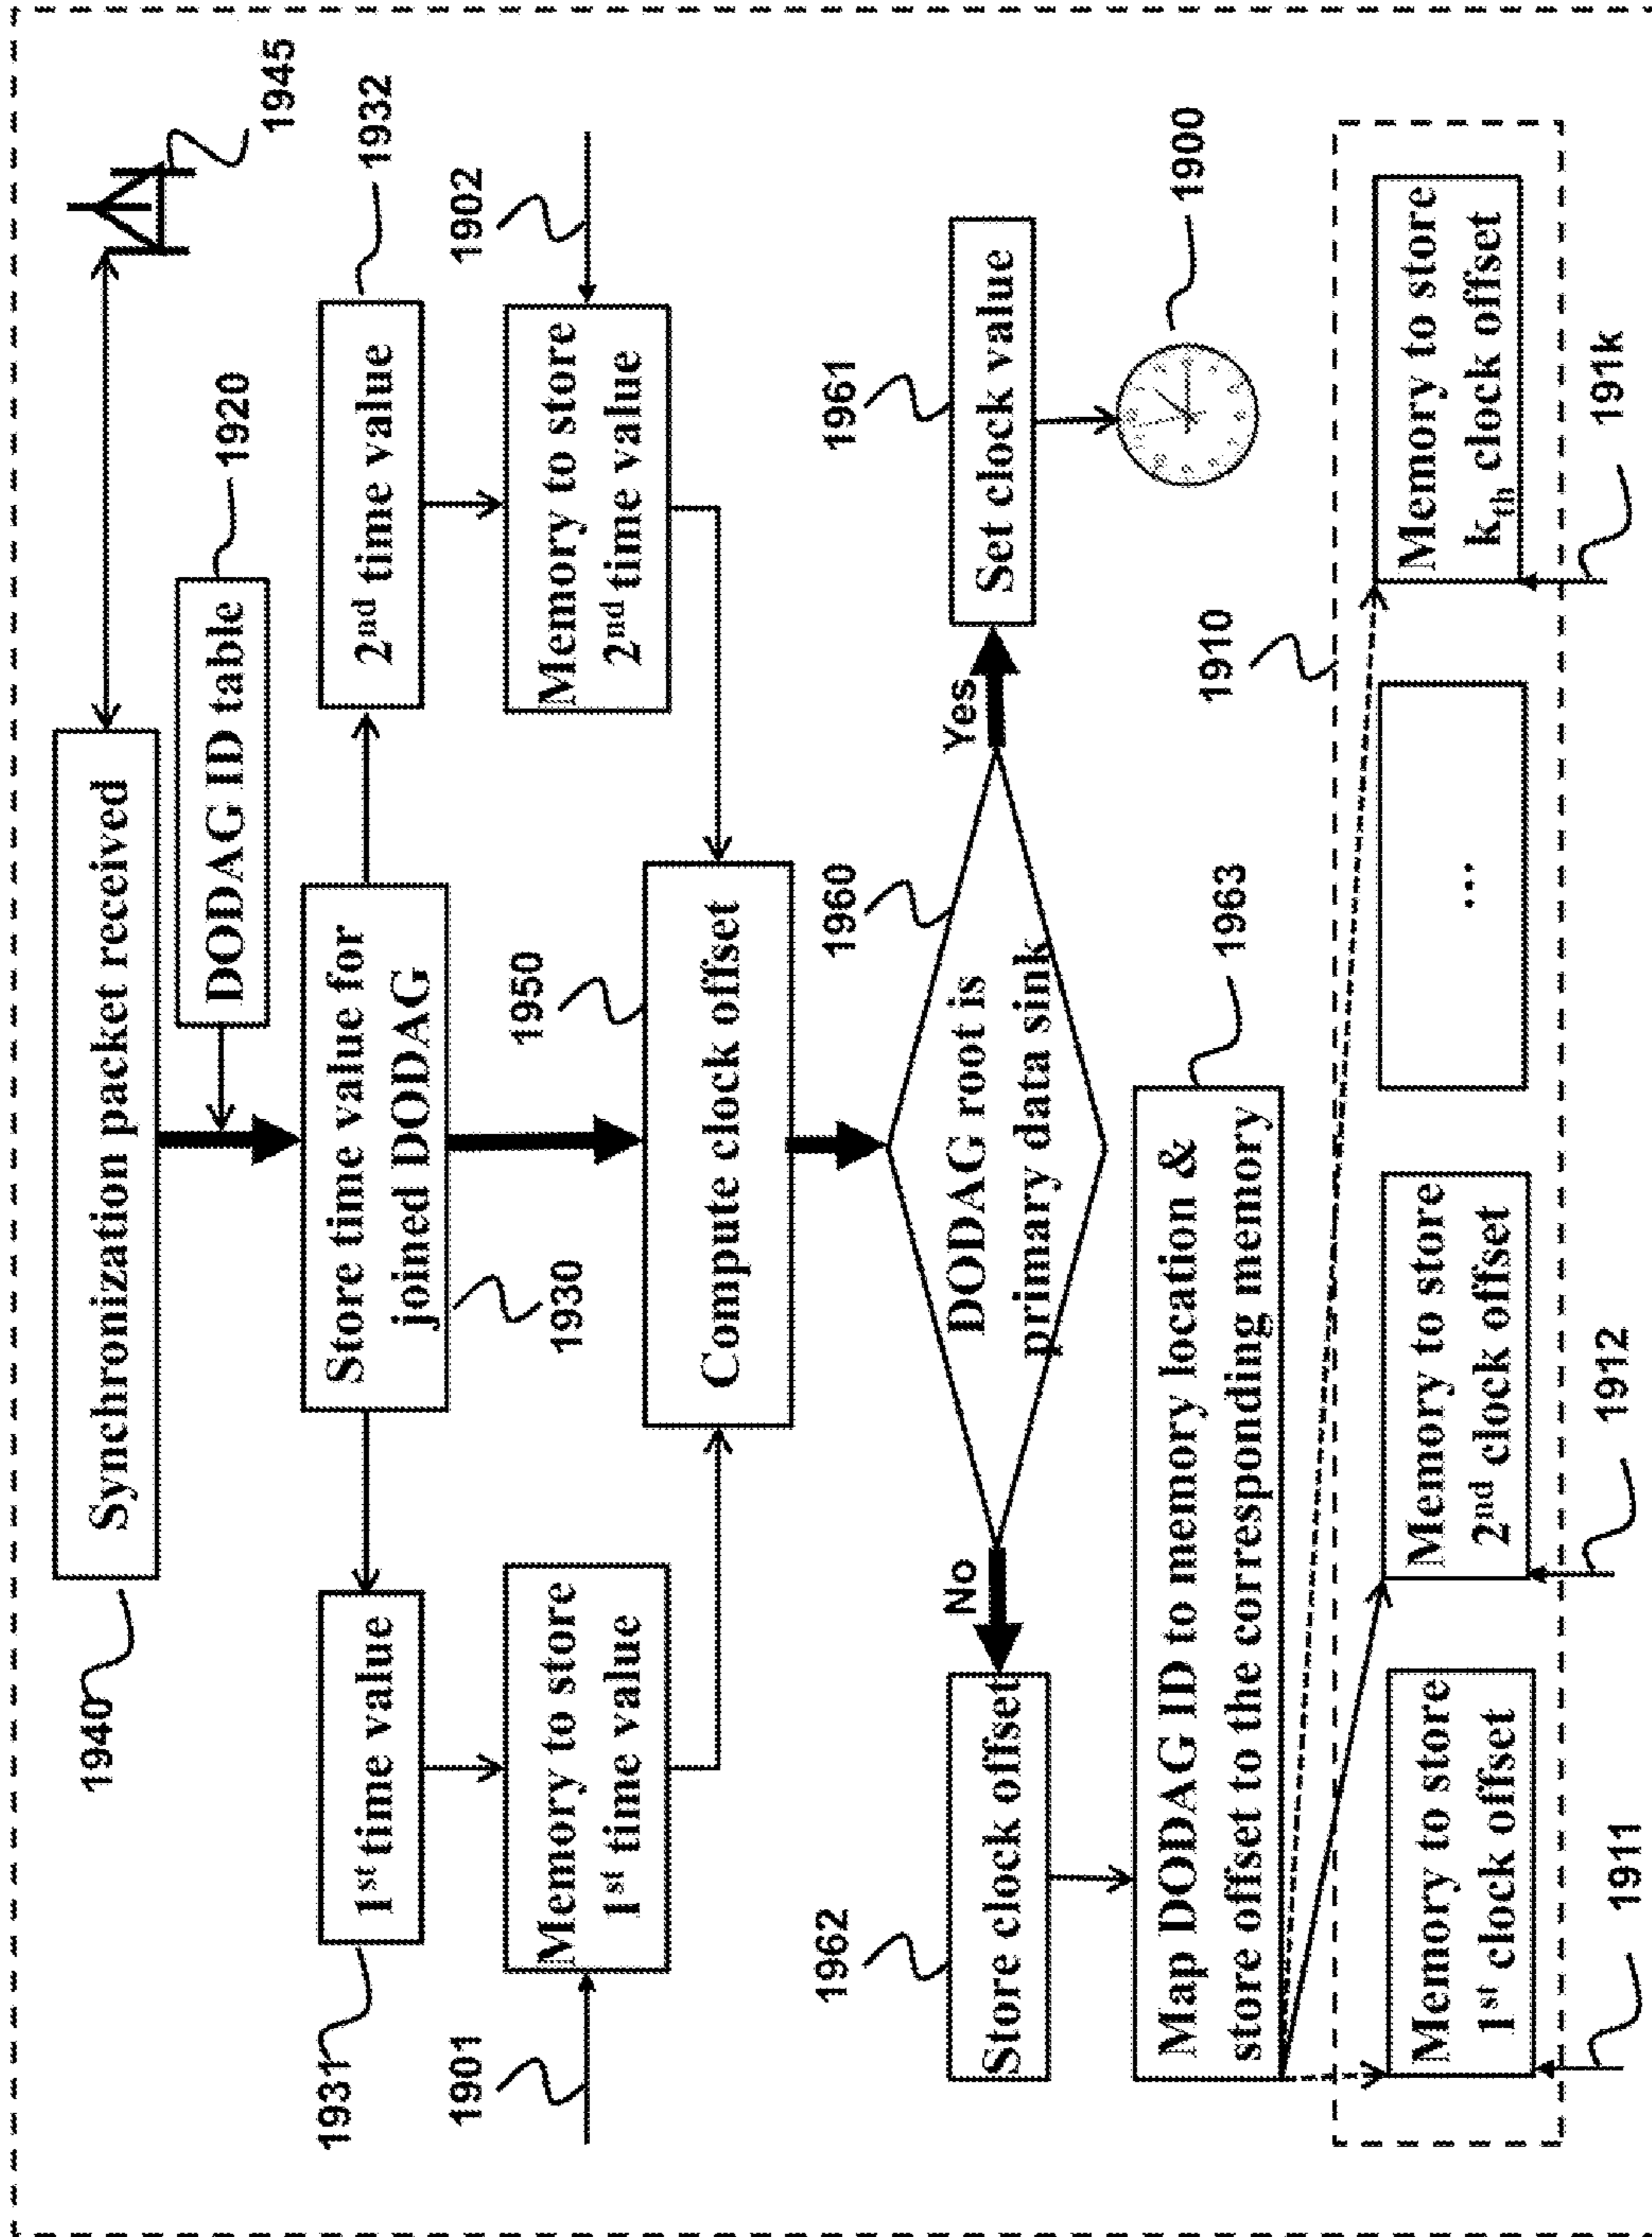 1940
Synchronization packet received
1945
DODAG ID table
1920
1931
1st time value
Store time value for
joined DODAG
1930
2nd time value
1932
1901
Memory to store
1st time value
1950
Memory to store
2nd time value
1902
Compute clock offset
1962
Store clock offset
No
1960
DODAG root is
primary data sink
Yes
1961
Set clock value
1963
Map DODAG ID to memory location &
store offset to the corresponding memory
1900
1910
Memory to store
1st clock offset
Memory to store
2nd clock offset
...
Memory to store
kth clock offset
1911
1912
191k